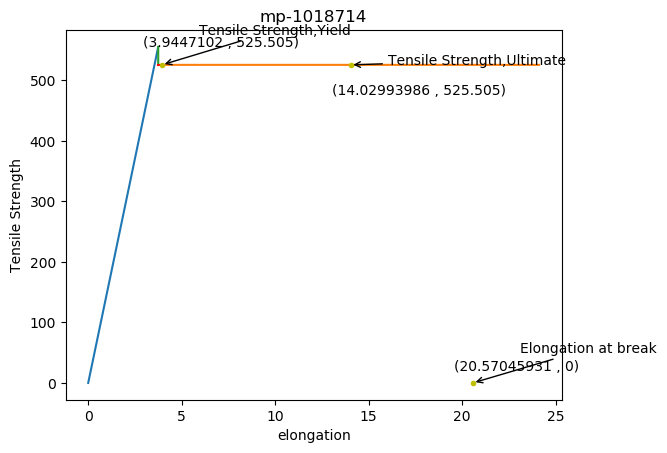 mp-1018714
Tensile Strength,Yield
(3.9447102 , 525.505)
Tensile Strength,Ultimate
(14.02993986 , 525.505)
Elongation at break
(20.57045931 , 0)
Tensile Strength
500
400
300
200
100
0
0 5 10 15 20 25
elongation